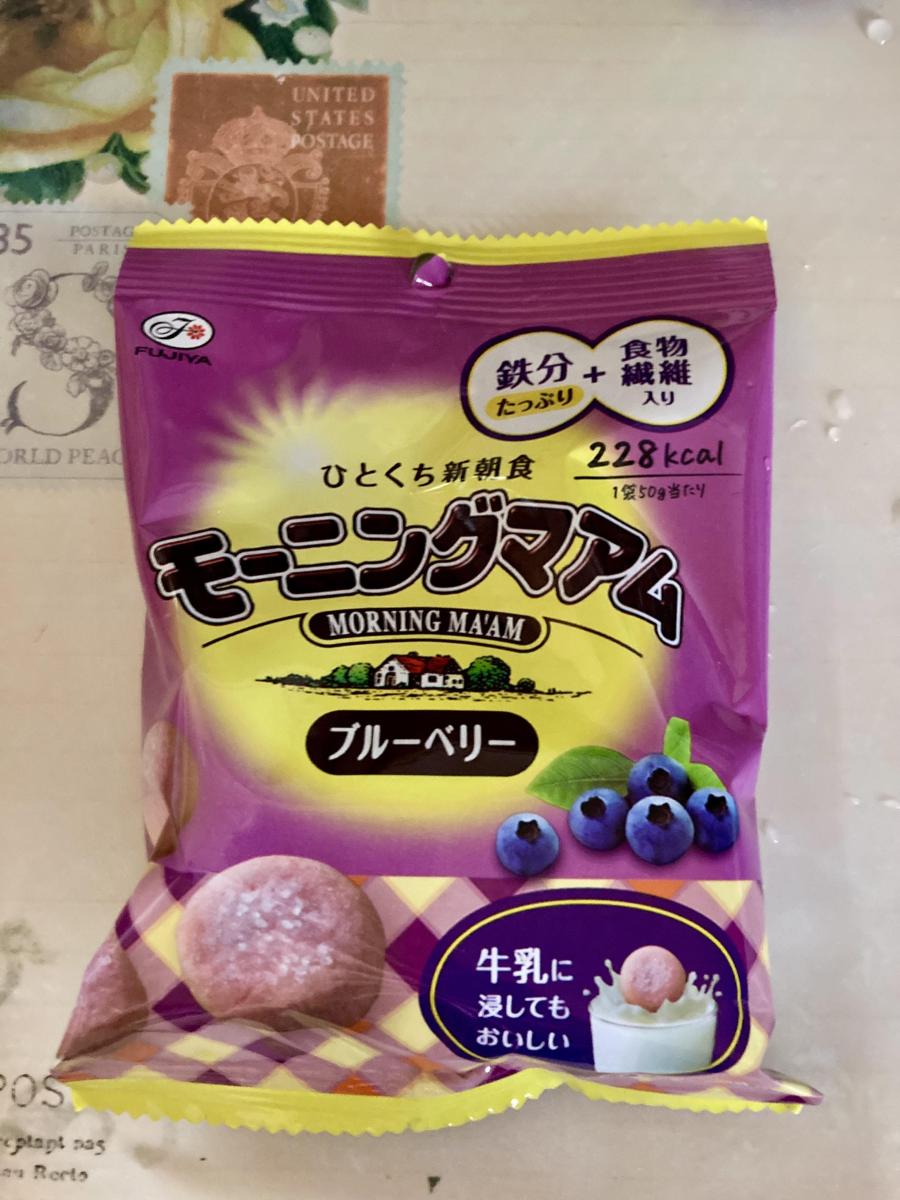 UNITED
STATES
POSTAGE
35
POSTAG
PARIS
ORLD PEAC
FUJIYA
鉄分
たっぷり
+
食物
繊維
入り
228kcal
1袋50g当たり
ひとくち新朝食
モーニングマアム
MORNING MA'AM
ブルーベリー
牛乳に
浸しても
おいしい
POS